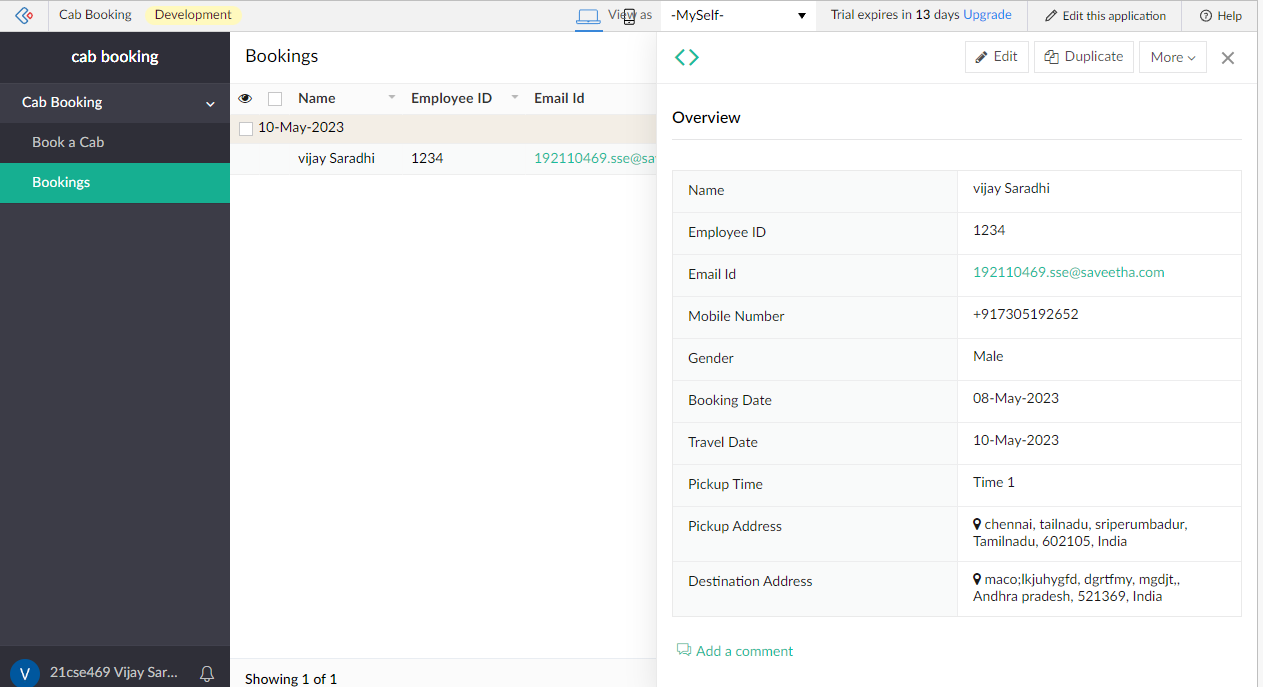 Cab Booking Development View as -MySelf- Trial expires in 13 days Upgrade Edit this application Help
cab booking
Cab Booking
Book a Cab
Bookings
21cse469 Vijay Sar...
V
Bookings
Name Employee ID Email Id
10-May-2023
vijay Saradhi 1234 192110469.sse@sa
Showing 1 of 1
Edit Duplicate More
Overview
Name vijay Saradhi
Employee ID 1234
Email Id 192110469.sse@saveetha.com
Mobile Number +917305192652
Gender Male
Booking Date 08-May-2023
Travel Date 10-May-2023
Pickup Time Time 1
Pickup Address chennai, tailnadu, sriperumbadur,
Tamilnadu, 602105, India
Destination Address maco;lkjuhygfd, dgrtfmy, mgdjt,,
Andhra pradesh, 521369, India
Add a comment